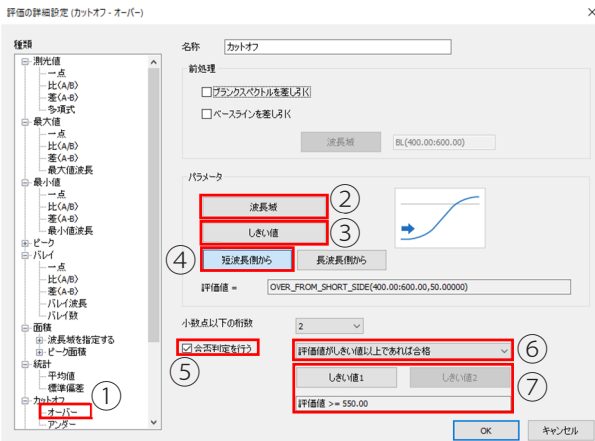 評価の詳細設定 (カットオフ - オーバー)
種類
測光値
一点
比(A/B)
差(A-B)
多項式
最大値
一点
比(A/B)
差(A-B)
最大値波長
最小値
一点
比(A/B)
差(A-B)
最小値波長
ピーク
バレイ
一点
比(A/B)
差(A-B)
バレイ波長
バレイ数
面積
波長域を指定する
ピーク面積
統計
平均値
標準偏差
カットオフ
オーバー
アンダー
①
名称
カットオフ
前処理
ブランクスペクトルを差し引く
ベースラインを差し引く
波長域
BL(400.00:600.00)
パラメータ
波長域
②
しきい値
③
④
短波長側から
長波長側から
評価値 =
OVER_FROM_SHORT_SIDE(400.00:600.00,50.00000)
小数点以下の桁数
2
合否判定を行う
⑤
評価値がしきい値以上であれば合格
⑥
しきい値1
しきい値2
⑦
評価値 >= 550.00
OK
キャンセル